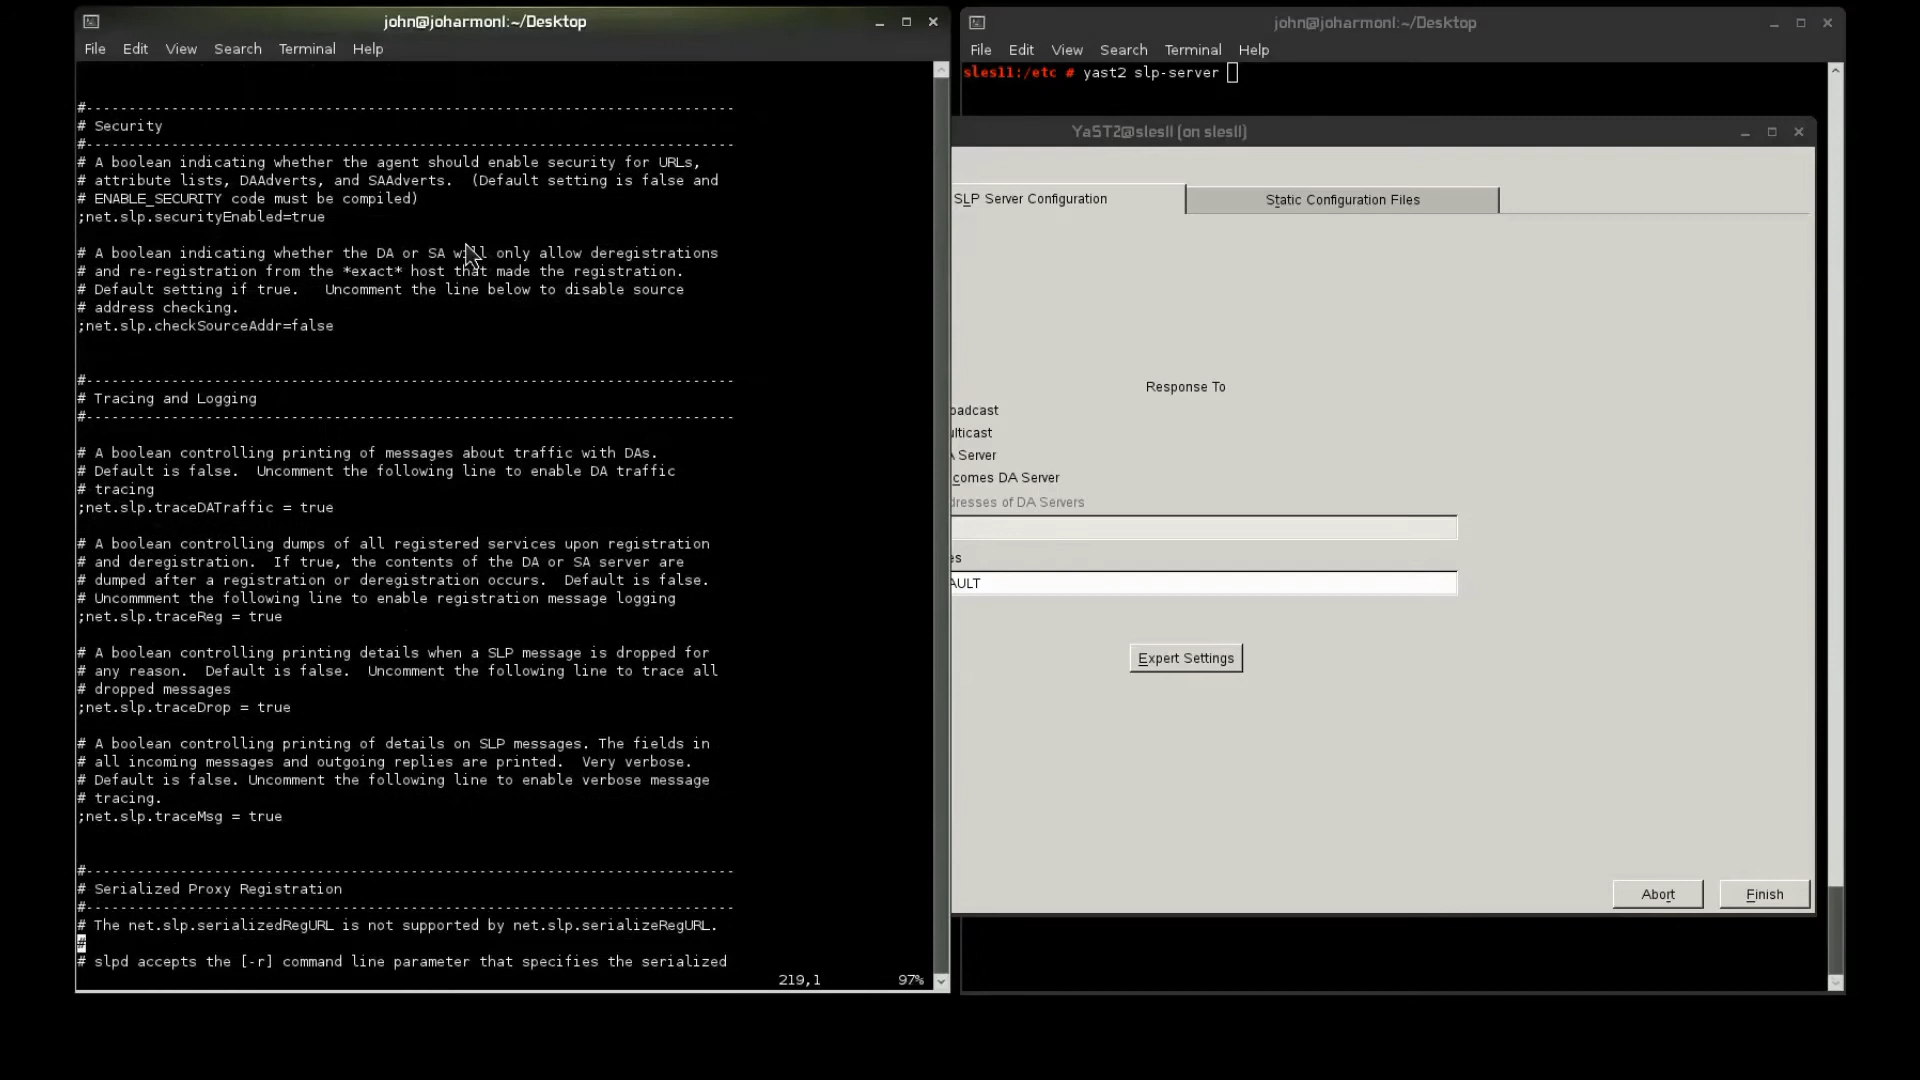 john@joharmonl:~/Desktop
File Edit View Search Terminal Help
#----------------------------------------------------------------------------
# Security
#----------------------------------------------------------------------------
# A boolean indicating whether the agent should enable security for URLs,
# attribute lists, DAAdverts, and SAAdverts.  (Default setting is false and
# ENABLE_SECURITY code must be compiled)
;net.slp.securityEnabled=true
# A boolean indicating whether the DA or SA will only allow deregistrations
# and re-registration from the *exact* host that made the registration.
# Default setting if true.   Uncomment the line below to disable source
# address checking.
;net.slp.checkSourceAddr=false
#----------------------------------------------------------------------------
# Tracing and Logging
#----------------------------------------------------------------------------
# A boolean controlling printing of messages about traffic with DAs.
# Default is false.  Uncomment the following line to enable DA traffic
# tracing
;net.slp.traceDATraffic = true
# A boolean controlling dumps of all registered services upon registration
# and deregistration.  If true, the contents of the DA or SA server are
# dumped after a registration or deregistration occurs.  Default is false.
# Uncommment the following line to enable registration message logging
;net.slp.traceReg = true
# A boolean controlling printing details when a SLP message is dropped for
# any reason.  Default is false.  Uncomment the following line to trace all
# dropped messages
;net.slp.traceDrop = true
# A boolean controlling printing of details on SLP messages. The fields in
# all incoming messages and outgoing replies are printed.  Very verbose.
# Default is false. Uncomment the following line to enable verbose message
# tracing.
;net.slp.traceMsg = true
#----------------------------------------------------------------------------
# Serialized Proxy Registration
#----------------------------------------------------------------------------
# The net.slp.serializedRegURL is not supported by net.slp.serializeRegURL.
#
# slpd accepts the [-r] command line parameter that specifies the serialized
219,1 97%
john@joharmonl:~/Desktop
File Edit View Search Terminal Help
sles11:/etc # yast2 slp-server
YaST2@sles11 (on sles11)
SLP Server Configuration
Static Configuration Files
Response To
oadcast
ulticast
A Server
comes DA Server
dresses of DA Servers
es
AULT
Expert Settings
Abort
Finish